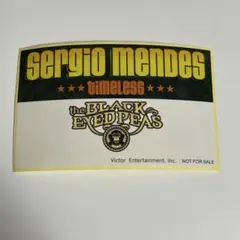 sergio mendes
★★★ timeless ★★★
the BLACK
EYED PEAS
Victor Entertainment, Inc. NOT FOR SALE